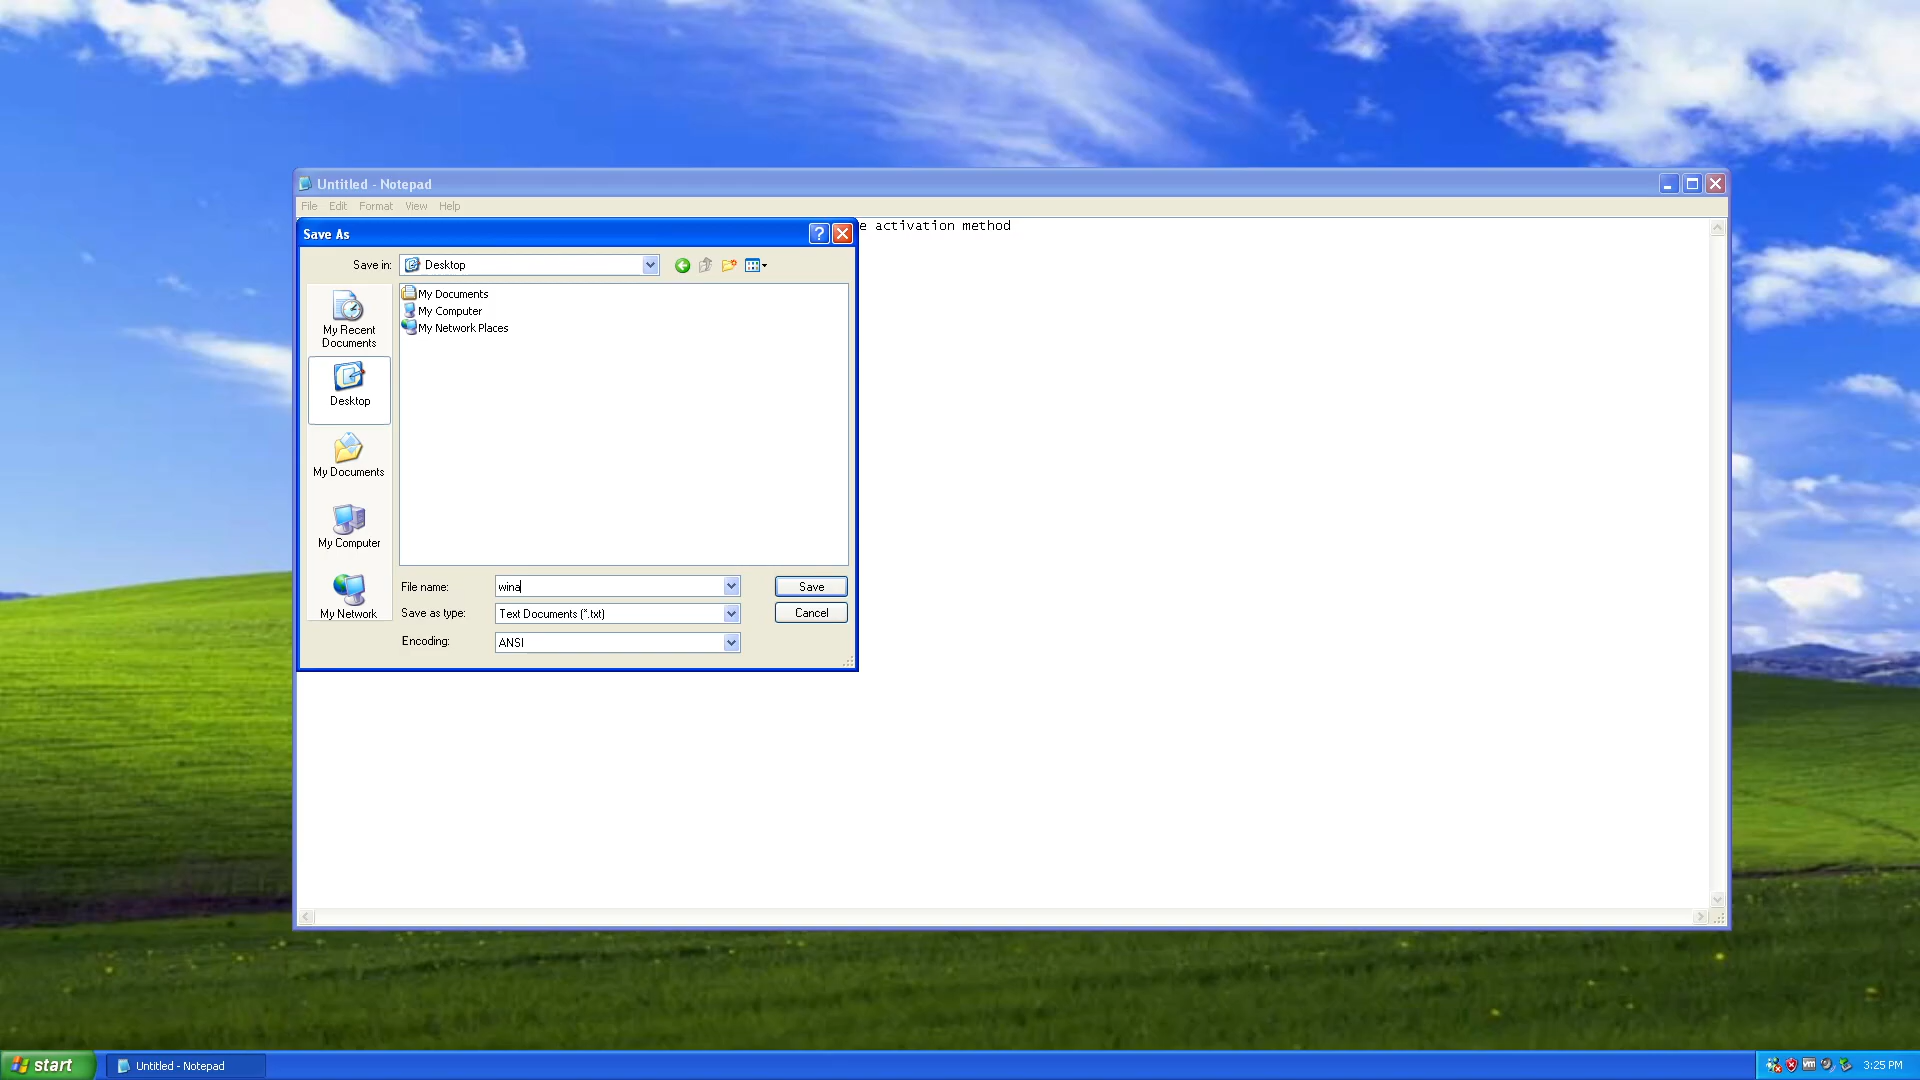 Untitled - Notepad
File Edit Format View Help
e activation method
Save As
Save in: Desktop
My Recent
Documents
Desktop
My Documents
My Computer
My Network
My Documents
My Computer
My Network Places
File name: wina
Save
Save as type: Text Documents (*.txt)
Cancel
Encoding: ANSI
start
Untitled - Notepad
vm
3:25 PM